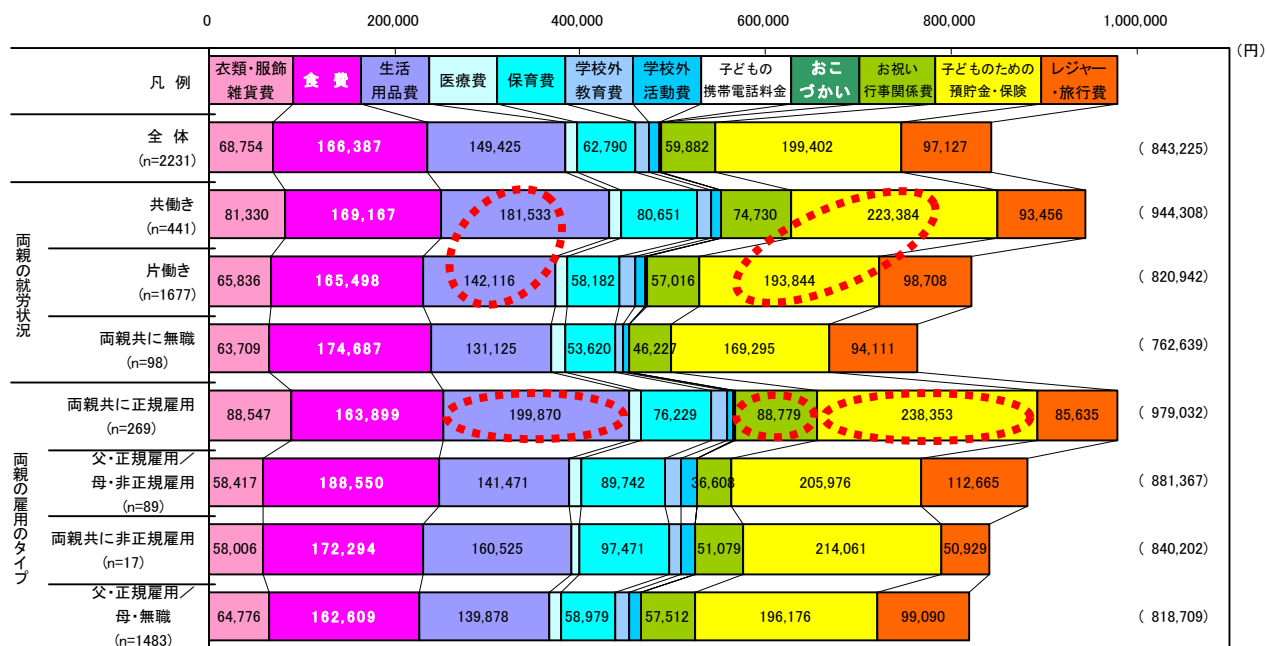 0 200,000 400,000 600,000 800,000 1,000,000
(円)
凡 例
衣類・服飾雑貨費
食 費
生活用品費
医療費
保育費
学校外教育費
学校外活動費
子どもの携帯電話料金
おこづかい
お祝い行事関係費
子どものための預貯金・保険
レジャー・旅行費
全 体
(n=2231)
68,754 166,387 149,425 62,790 59,882 199,402 97,127 ( 843,225)
両親の就労状況
共働き
(n=441)
81,330 169,167 181,533 80,651 74,730 223,384 93,456 ( 944,308)
片働き
(n=1677)
65,836 165,498 142,116 58,182 57,016 193,844 98,708 ( 820,942)
両親共に無職
(n=98)
63,709 174,687 131,125 53,620 46,227 169,295 94,111 ( 762,639)
両親の雇用のタイプ
両親共に正規雇用
(n=269)
88,547 163,899 199,870 76,229 88,779 238,353 85,635 ( 979,032)
父・正規雇用/
母・非正規雇用
(n=89)
58,417 188,550 141,471 89,742 36,608 205,976 112,665 ( 881,367)
両親共に非正規雇用
(n=17)
58,006 172,294 160,525 97,471 51,079 214,061 50,929 ( 840,202)
父・正規雇用/
母・無職
(n=1483)
64,776 162,609 139,878 58,979 57,512 196,176 99,090 ( 818,709)